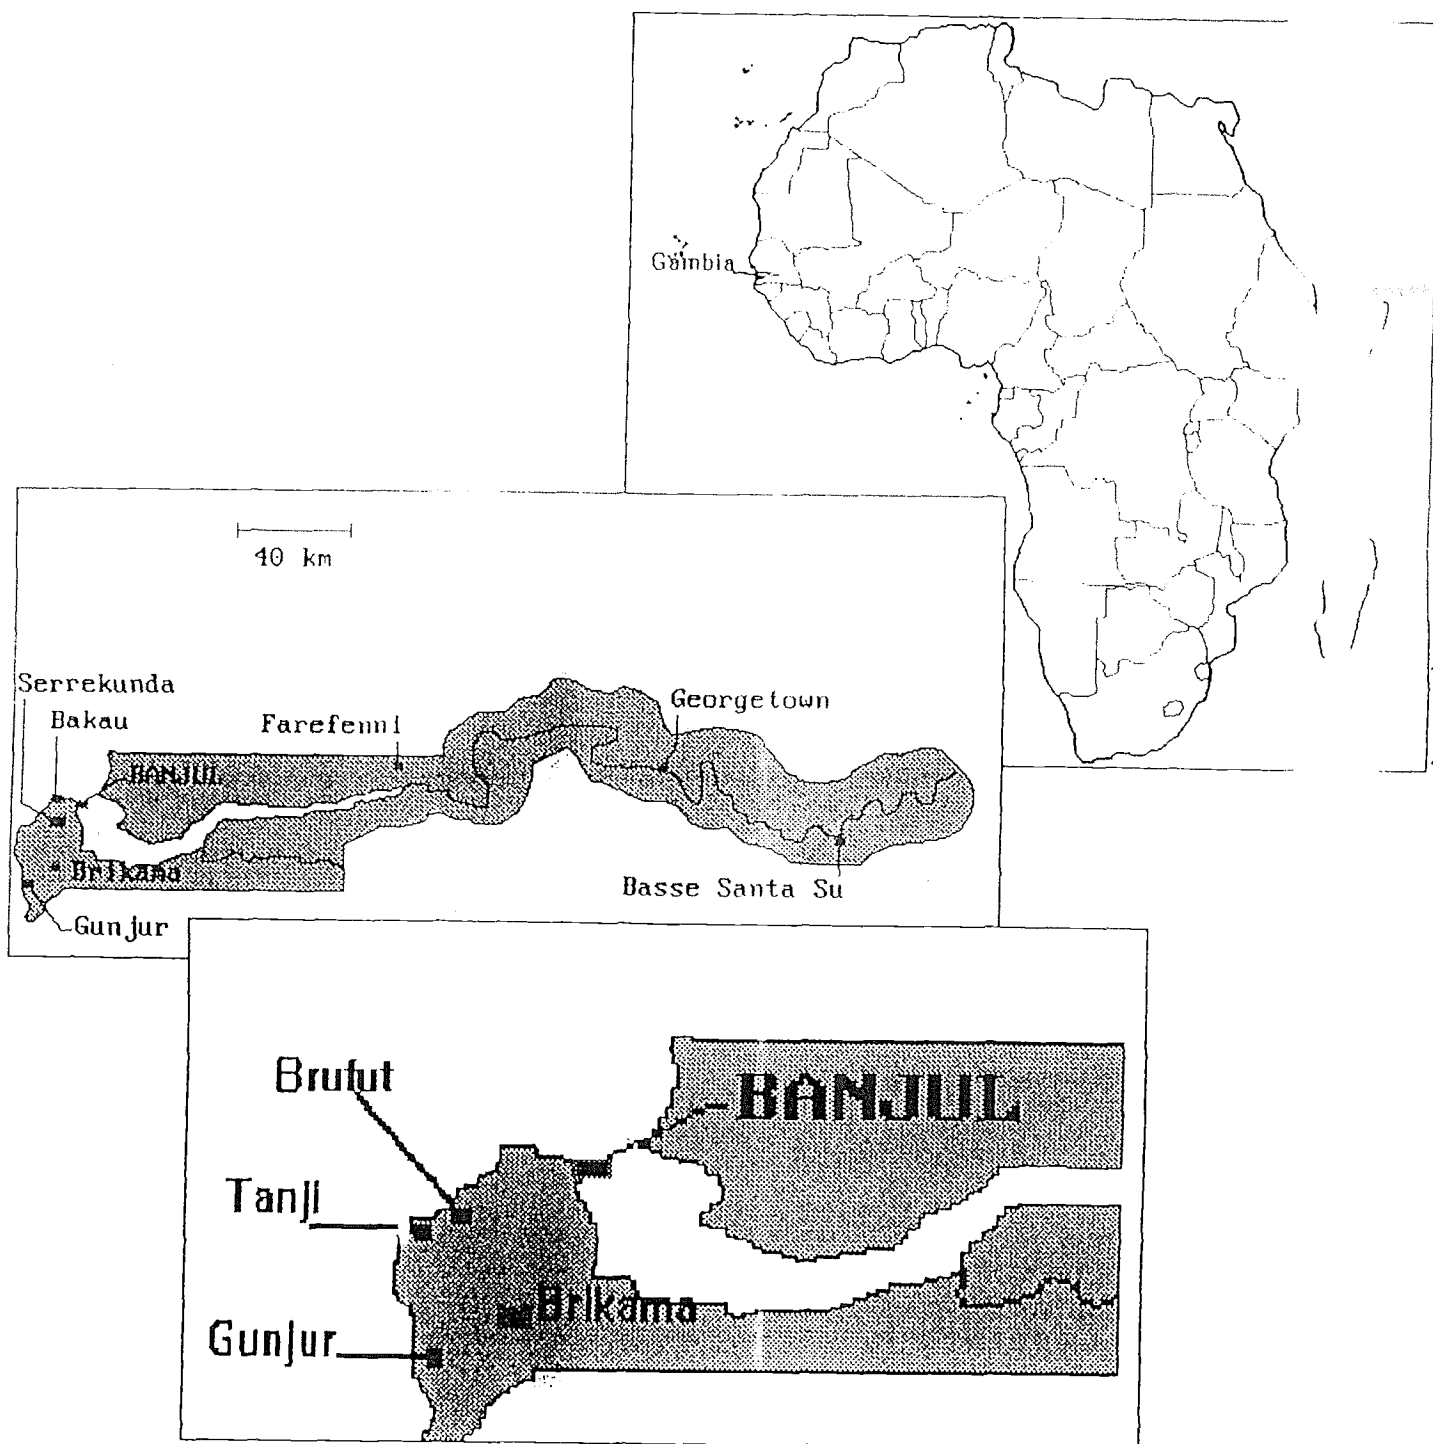 Gambia
40 km
Serrekunda
Bakau
Farefenni
Georgetown
BANJUL
Brikama
Basse Santa Su
Gunjur
Brufut
BANJUL
Tanji
Brikama
Gunjur